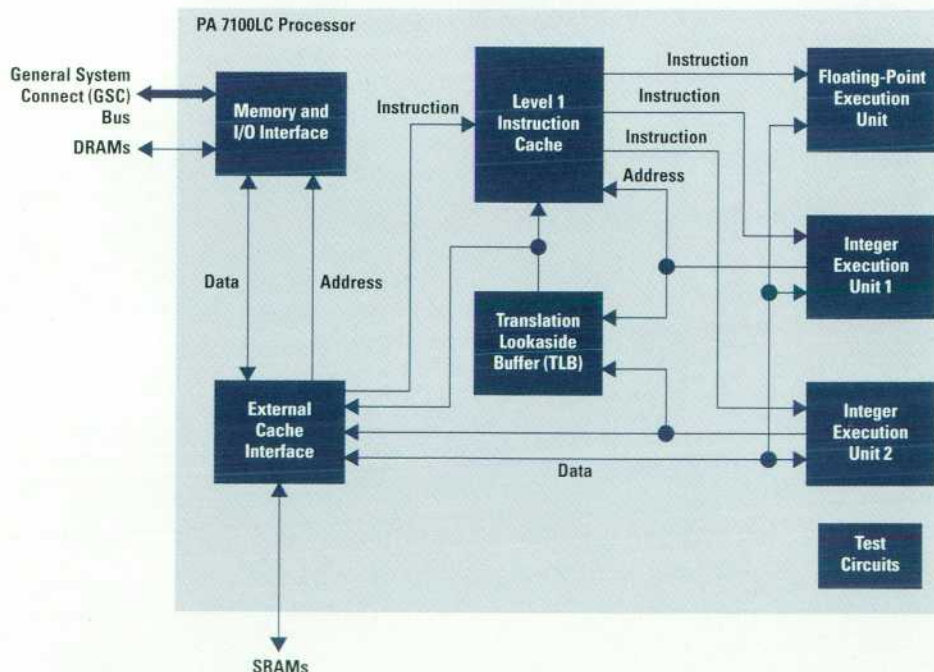 PA 7100LC Processor
General System
Connect (GSC)
Bus
DRAMs
Memory and
I/O Interface
Instruction
Level 1
Instruction
Cache
Instruction
Instruction
Instruction
Address
Floating-Point
Execution
Unit
Integer
Execution
Unit 1
Data
Address
Translation
Lookaside
Buffer (TLB)
External
Cache
Interface
Integer
Execution
Unit 2
Data
Test
Circuits
SRAMs